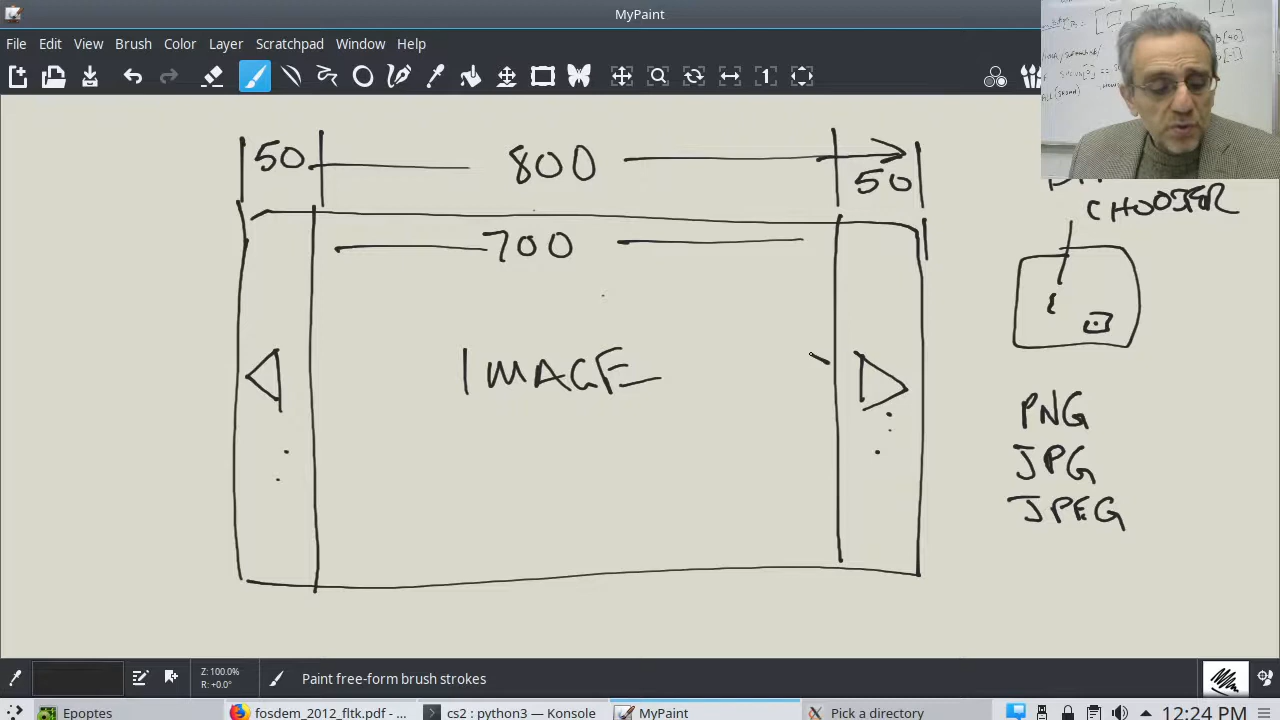 MyPaint
File Edit View Brush Color Layer Scratchpad Window Help
50 800 50
700
CHOOSER
IMAGE
PNG
JPG
JPEG
Z: 100.0%
R: +0.0°
Paint free-form brush strokes
Epoptes
fosdem_2012_fltk.pdf - ...
cs2 : python3 — Konsole
MyPaint
Pick a directory
12:24 PM